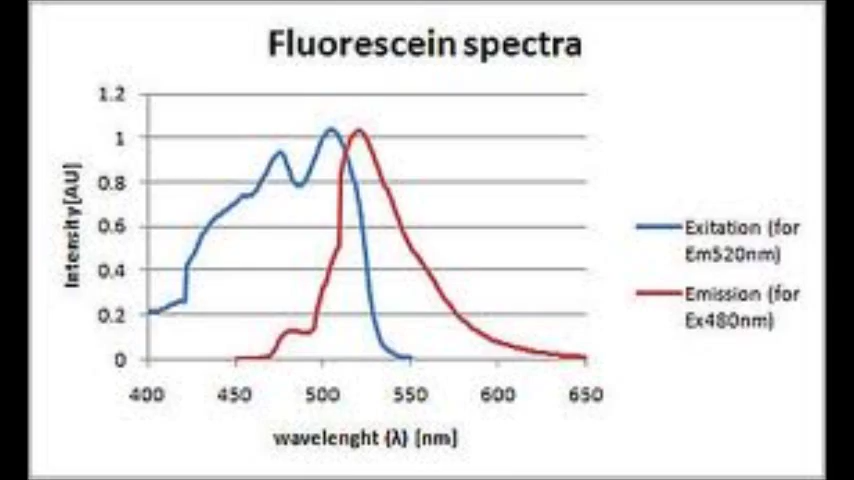 Fluorescein spectra
1.2
1
0.8
0.6
0.4
0.2
0
Intensity[AU]
400 450 500 550 600 650
wavelenght (λ) [nm]
Exitation (for
Em520nm)
Emission (for
Ex480nm)